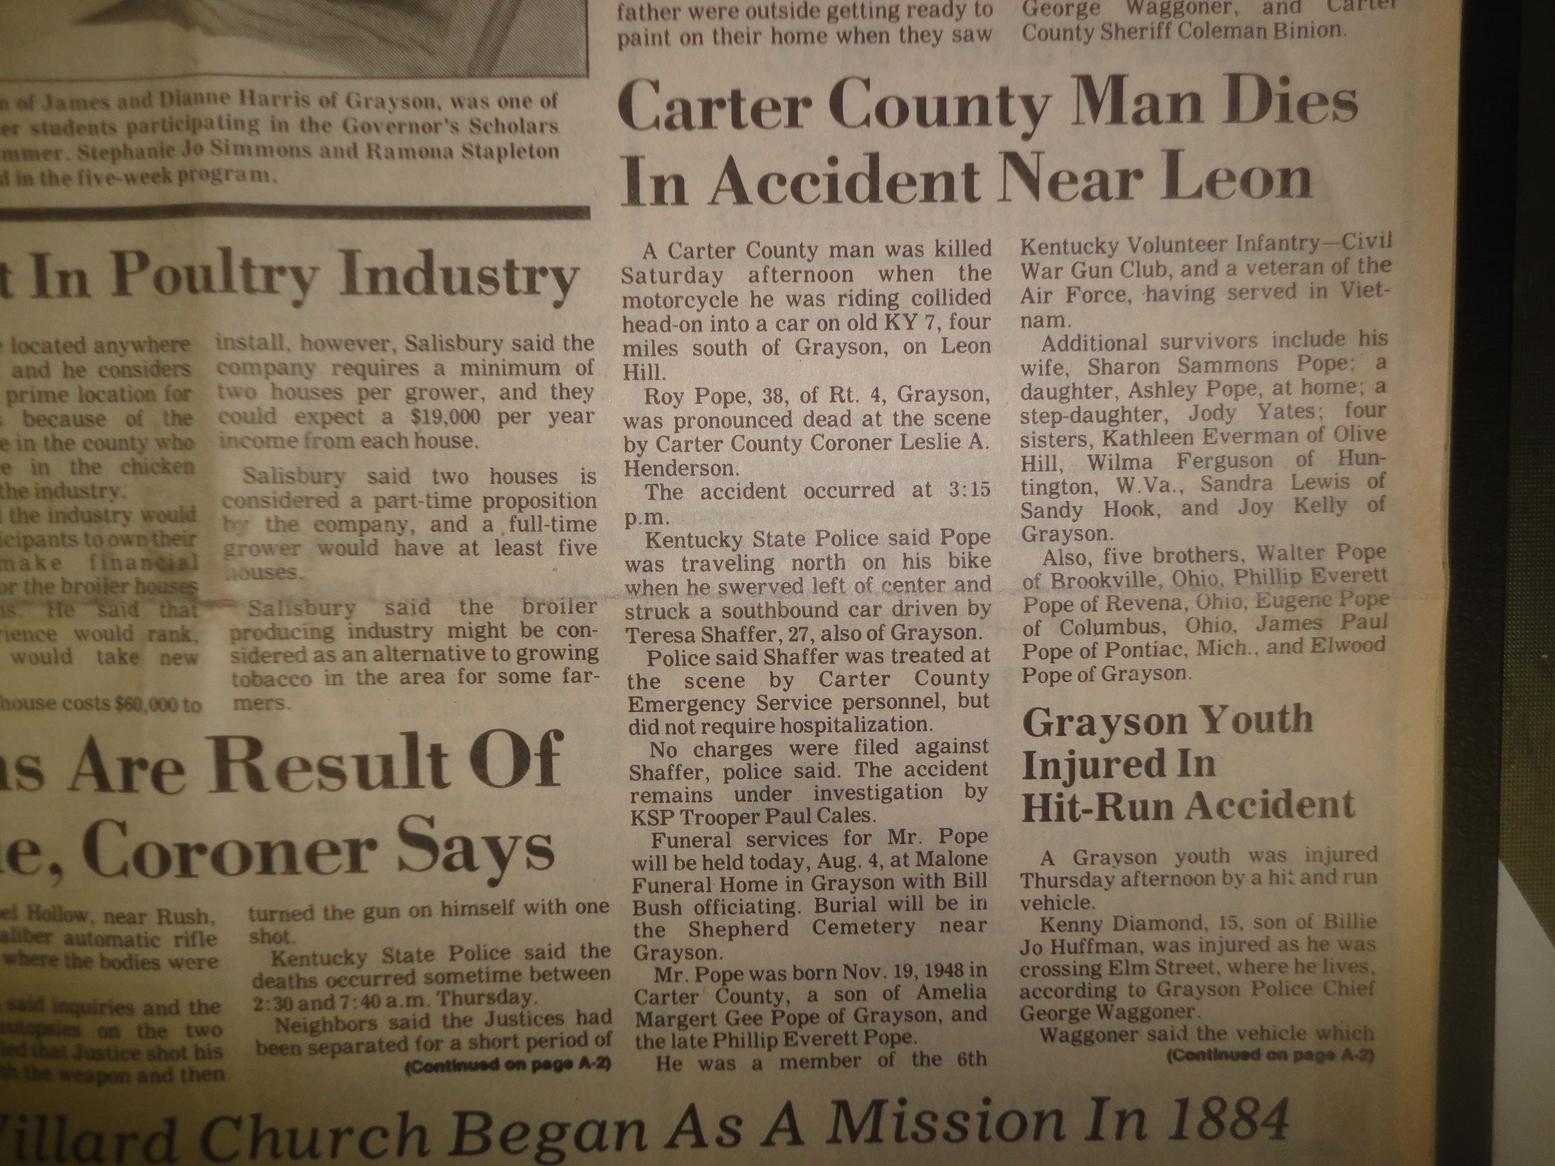 n of James and Dianne Harris of Grayson, was one of
er students participating in the Governor's Scholars
mmer. Stephanie Jo Simmons and Ramona Stapleton
d in the five-week program.
t In Poultry Industry
located anywhere
and he considers
prime location for
because of the
e in the county who
e in the chicken
the industry.
the industry would
icipants to own their
make financial
or the broiler houses
ns. He said that
rience would rank,
would take new
house costs $60,000 to
install, however, Salisbury said the
company requires a minimum of
two houses per grower, and they
could expect a $19,000 per year
income from each house.
Salisbury said two houses is
considered a part-time proposition
by the company, and a full-time
grower would have at least five
houses.
Salisbury said the broiler
producing industry might be con-
sidered as an alternative to growing
tobacco in the area for some far-
mers.
ns Are Result Of
e, Coroner Says
el Hollow, near Rush,
aliber automatic rifle
where the bodies were
said inquiries and the
autopsies on the two
led that Justice shot his
th the weapon and then
turned the gun on himself with one
shot.
Kentucky State Police said the
deaths occurred sometime between
2:30 and 7:40 a.m. Thursday.
Neighbors said the Justices had
been separated for a short period of
(Continued on page A-2)
father were outside getting ready to
paint on their home when they saw
George Waggoner, and Carter
County Sheriff Coleman Binion.
Carter County Man Dies
In Accident Near Leon
A Carter County man was killed
Saturday afternoon when the
motorcycle he was riding collided
head-on into a car on old KY 7, four
miles south of Grayson, on Leon
Hill.
Roy Pope, 38, of Rt. 4, Grayson,
was pronounced dead at the scene
by Carter County Coroner Leslie A.
Henderson.
The accident occurred at 3:15
p.m.
Kentucky State Police said Pope
was traveling north on his bike
when he swerved left of center and
struck a southbound car driven by
Teresa Shaffer, 27, also of Grayson.
Police said Shaffer was treated at
the scene by Carter County
Emergency Service personnel, but
did not require hospitalization.
No charges were filed against
Shaffer, police said. The accident
remains under investigation by
KSP Trooper Paul Cales.
Funeral services for Mr. Pope
will be held today, Aug. 4, at Malone
Funeral Home in Grayson with Bill
Bush officiating. Burial will be in
the Shepherd Cemetery near
Grayson.
Mr. Pope was born Nov. 19, 1948 in
Carter County, a son of Amelia
Margert Gee Pope of Grayson, and
the late Phillip Everett Pope.
He was a member of the 6th
Kentucky Volunteer Infantry—Civil
War Gun Club, and a veteran of the
Air Force, having served in Viet-
nam.
Additional survivors include his
wife, Sharon Sammons Pope; a
daughter, Ashley Pope, at home; a
step-daughter, Jody Yates; four
sisters, Kathleen Everman of Olive
Hill, Wilma Ferguson of Hun-
tington, W.Va., Sandra Lewis of
Sandy Hook, and Joy Kelly of
Grayson.
Also, five brothers, Walter Pope
of Brookville, Ohio, Phillip Everett
Pope of Revena, Ohio, Eugene Pope
of Columbus, Ohio, James Paul
Pope of Pontiac, Mich., and Elwood
Pope of Grayson.
Grayson Youth
Injured In
Hit-Run Accident
A Grayson youth was injured
Thursday afternoon by a hit and run
vehicle.
Kenny Diamond, 15, son of Billie
Jo Huffman, was injured as he was
crossing Elm Street, where he lives,
according to Grayson Police Chief
George Waggoner.
Waggoner said the vehicle which
(Continued on page A-2)
Willard Church Began As A Mission In 1884